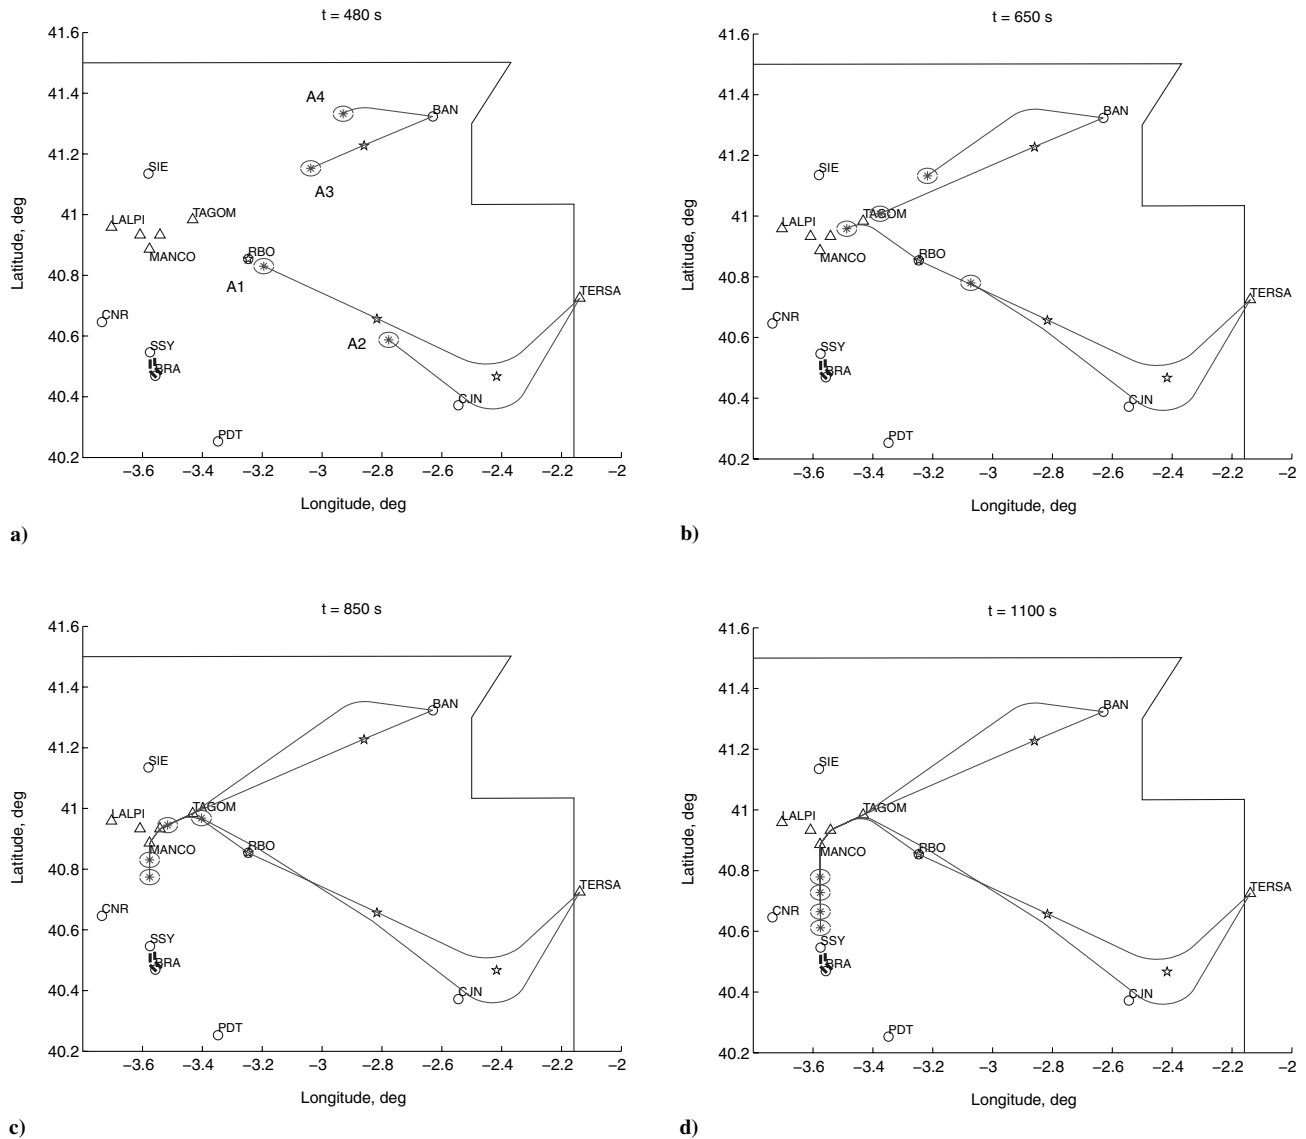 t = 480 s
41.6
41.4
41.2
41
40.8
40.6
40.4
40.2
Latitude, deg
A4
BAN
A3
SIE
LALPI
TAGOM
MANCO
RBO
A1
TERSA
CNR
A2
SSY
BRA
CJN
PDT
−3.6 −3.4 −3.2 −3 −2.8 −2.6 −2.4 −2.2 −2
Longitude, deg
a)
t = 650 s
41.6
41.4
41.2
41
40.8
40.6
40.4
40.2
Latitude, deg
BAN
SIE
LALPI
TAGOM
MANCO
RBO
TERSA
CNR
SSY
BRA
CJN
PDT
−3.6 −3.4 −3.2 −3 −2.8 −2.6 −2.4 −2.2 −2
Longitude, deg
b)
t = 850 s
41.6
41.4
41.2
41
40.8
40.6
40.4
40.2
Latitude, deg
BAN
SIE
LALPI
TAGOM
MANCO
RBO
TERSA
CNR
SSY
BRA
CJN
PDT
−3.6 −3.4 −3.2 −3 −2.8 −2.6 −2.4 −2.2 −2
Longitude, deg
c)
t = 1100 s
41.6
41.4
41.2
41
40.8
40.6
40.4
40.2
Latitude, deg
BAN
SIE
LALPI
TAGOM
MANCO
RBO
TERSA
CNR
SSY
BRA
CJN
PDT
−3.6 −3.4 −3.2 −3 −2.8 −2.6 −2.4 −2.2 −2
Longitude, deg
d)